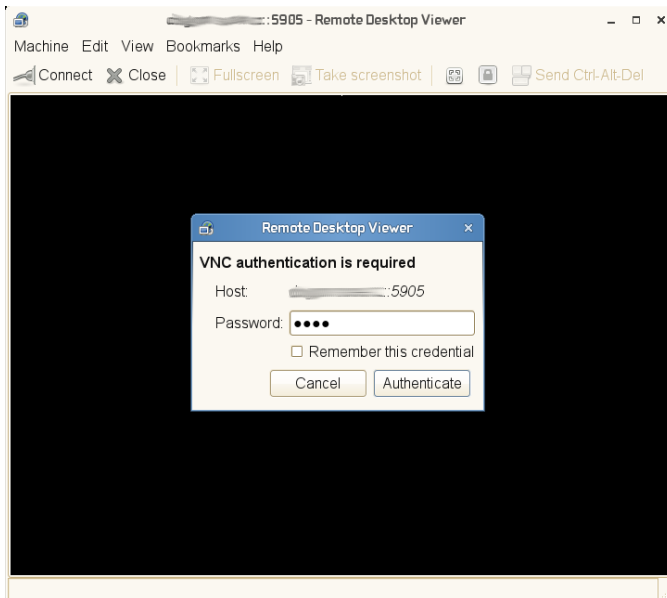 ::5905 - Remote Desktop Viewer
Machine Edit View Bookmarks Help
Connect Close Fullscreen Take screenshot Send Ctrl-Alt-Del
Remote Desktop Viewer
VNC authentication is required
Host: ::5905
Password: ••••
Remember this credential
Cancel Authenticate